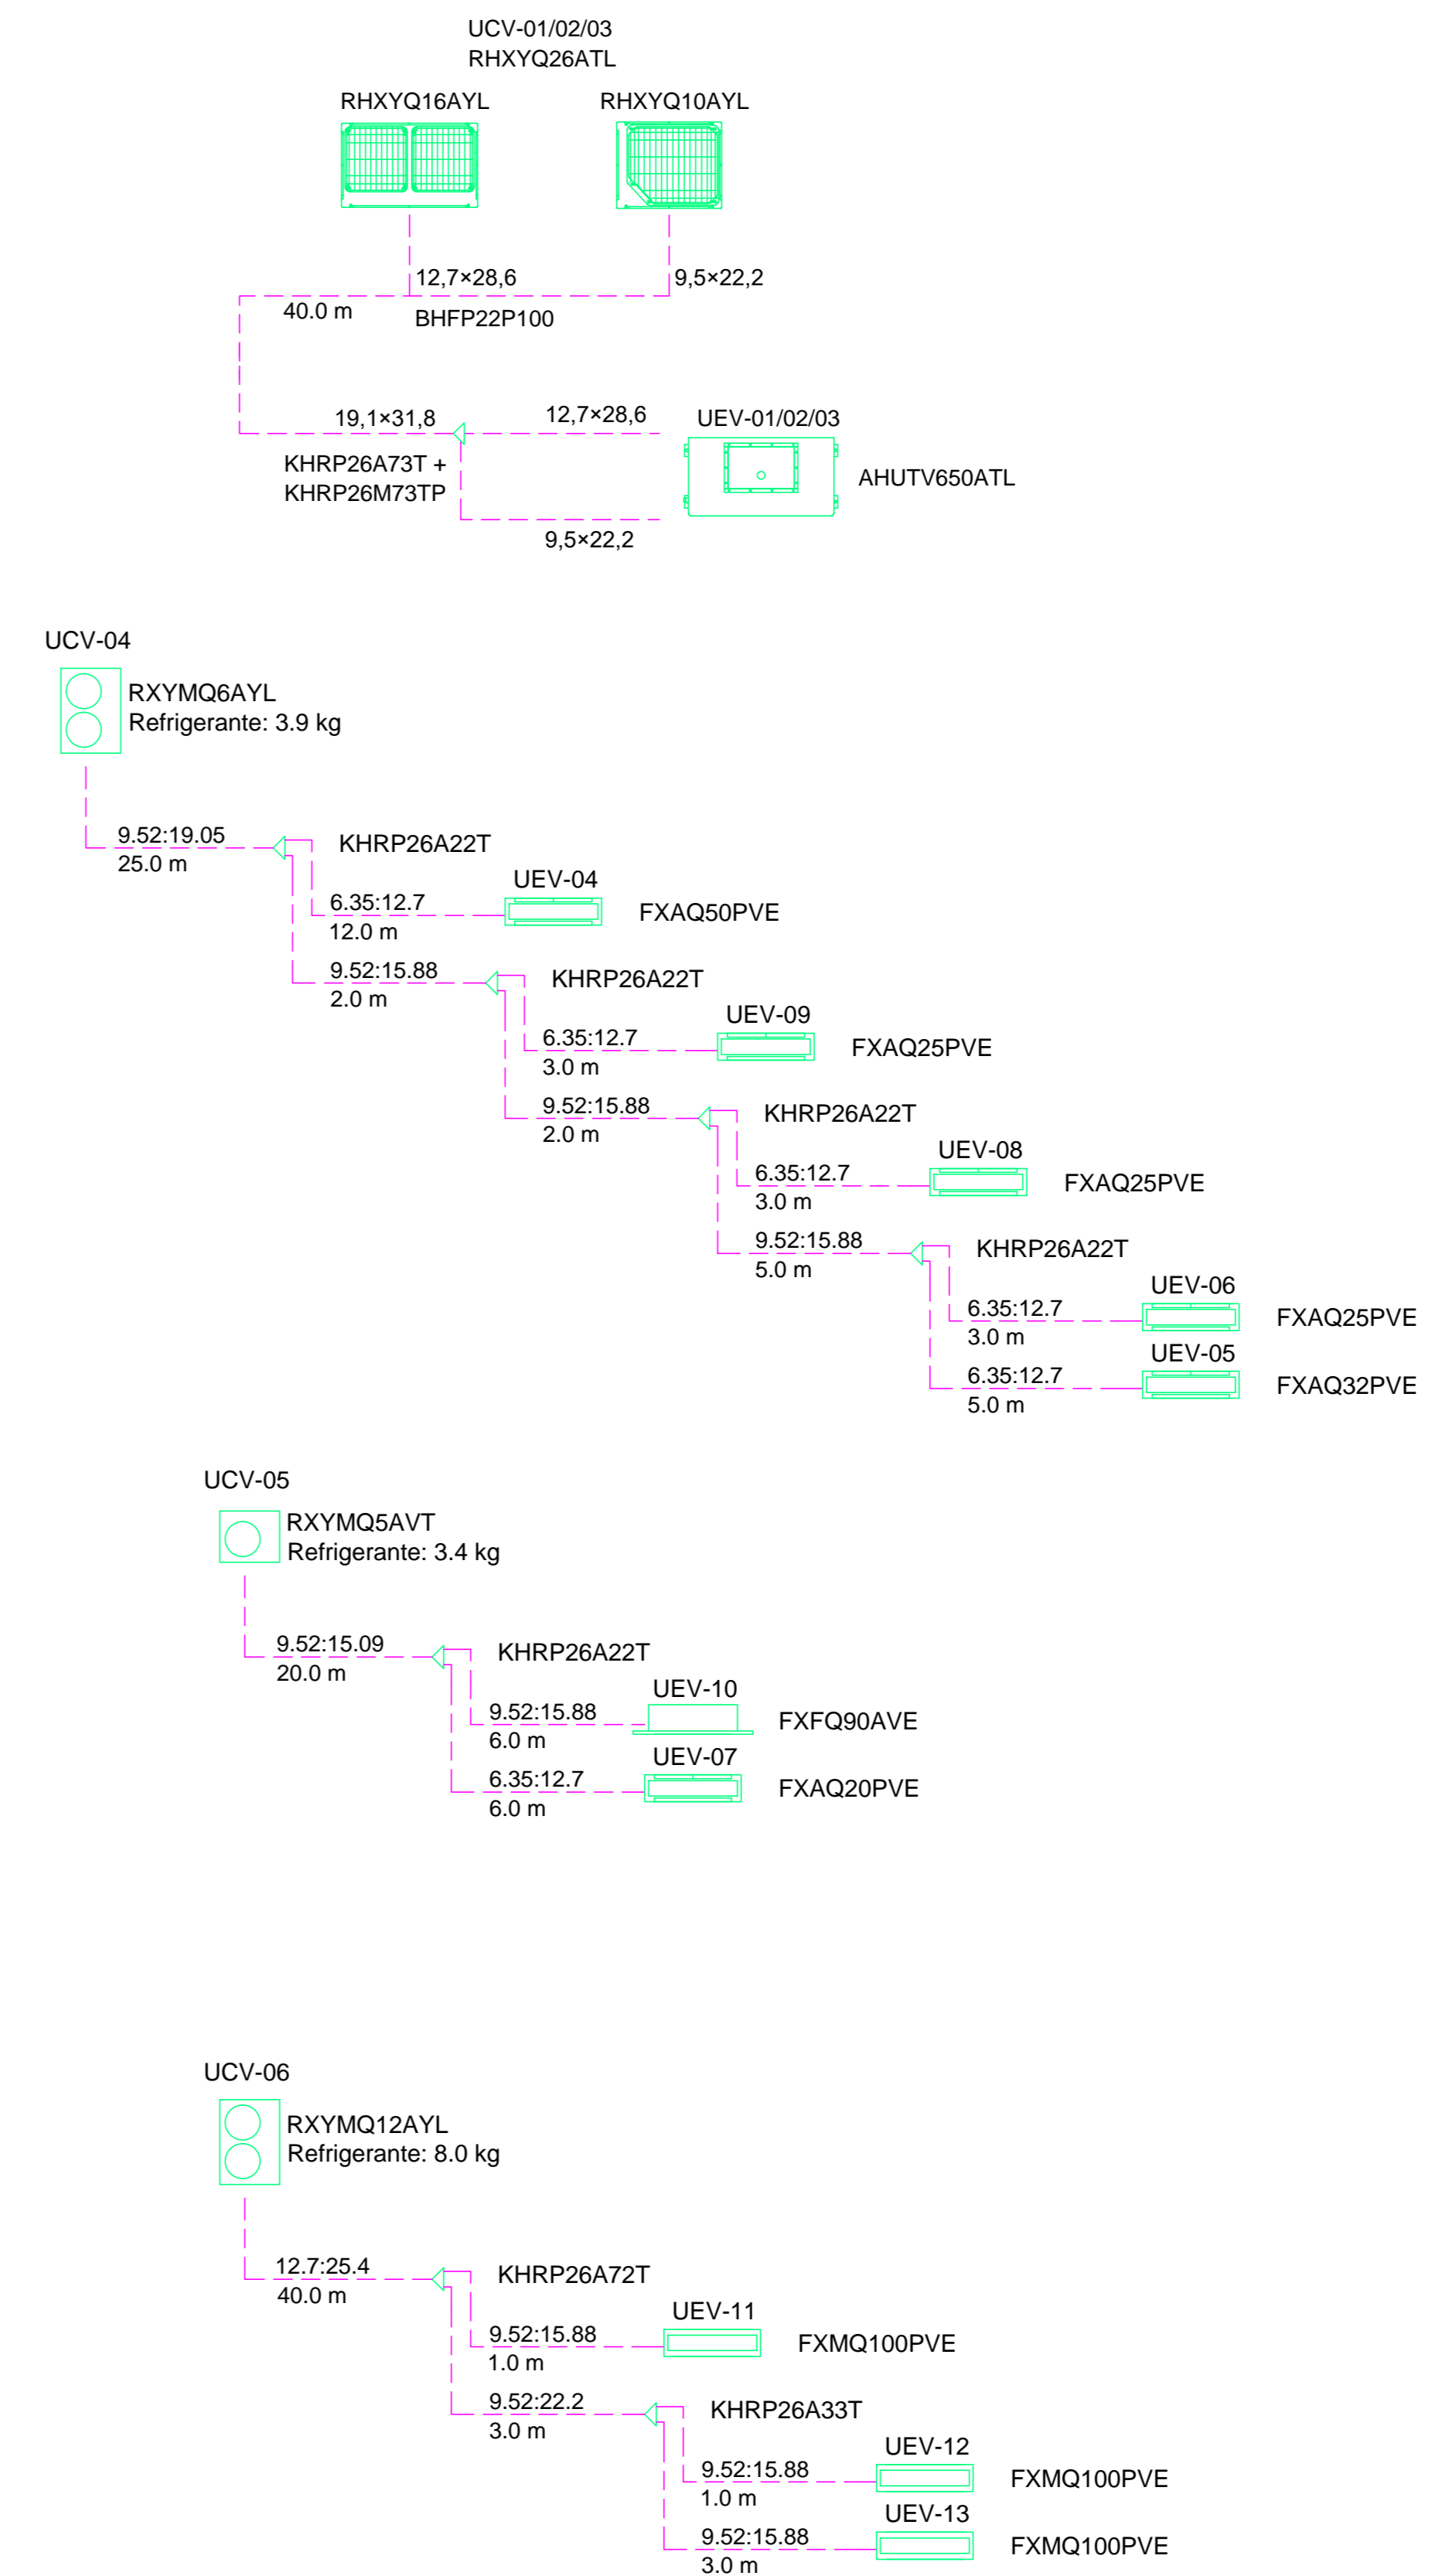 UCV-01/02/03
RHXYQ26ATL
RHXYQ16AYL
RHXYQ10AYL
12,7×28,6
9,5×22,2
40.0 m
BHFP22P100
19,1×31,8
12,7×28,6
UEV-01/02/03
KHRP26A73T +
KHRP26M73TP
AHUTV650ATL
9,5×22,2
UCV-04
RXYMQ6AYL
Refrigerante: 3.9 kg
9.52:19.05
25.0 m
KHRP26A22T
UEV-04
6.35:12.7
12.0 m
FXAQ50PVE
9.52:15.88
2.0 m
KHRP26A22T
UEV-09
6.35:12.7
3.0 m
FXAQ25PVE
9.52:15.88
2.0 m
KHRP26A22T
UEV-08
6.35:12.7
3.0 m
FXAQ25PVE
9.52:15.88
5.0 m
KHRP26A22T
UEV-06
6.35:12.7
3.0 m
FXAQ25PVE
UEV-05
6.35:12.7
5.0 m
FXAQ32PVE
UCV-05
RXYMQ5AVT
Refrigerante: 3.4 kg
9.52:15.09
20.0 m
KHRP26A22T
UEV-10
9.52:15.88
6.0 m
FXFQ90AVE
UEV-07
6.35:12.7
6.0 m
FXAQ20PVE
UCV-06
RXYMQ12AYL
Refrigerante: 8.0 kg
12.7:25.4
40.0 m
KHRP26A72T
UEV-11
9.52:15.88
1.0 m
FXMQ100PVE
9.52:22.2
3.0 m
KHRP26A33T
UEV-12
9.52:15.88
1.0 m
FXMQ100PVE
UEV-13
9.52:15.88
3.0 m
FXMQ100PVE